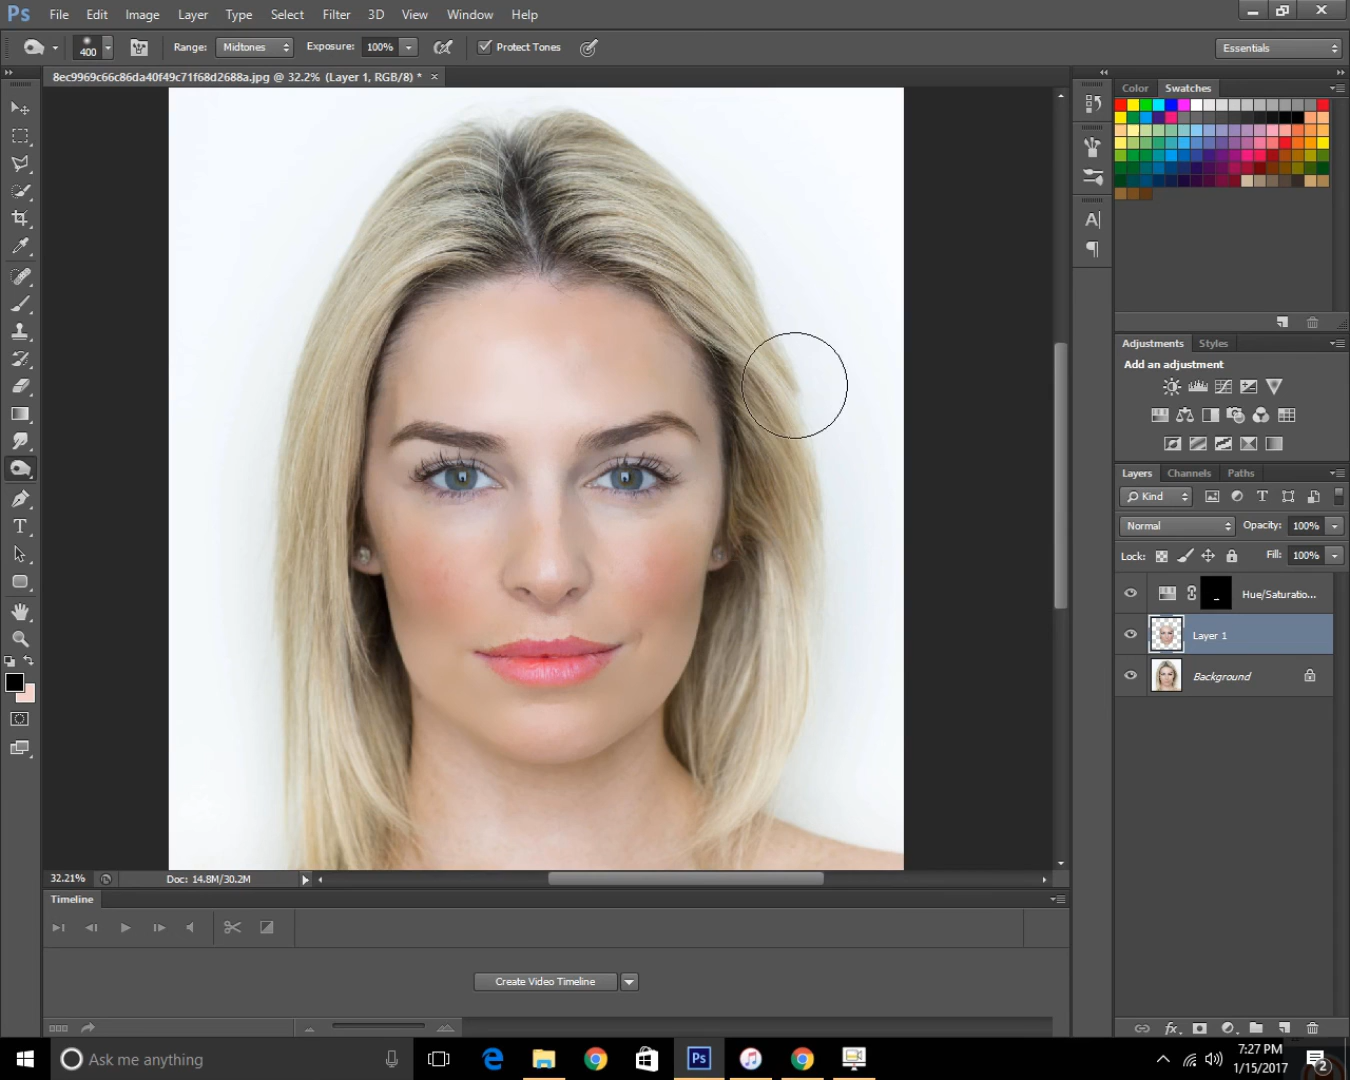 Ps File Edit Image Layer Type Select Filter 3D View Window Help
400 Range: Midtones Exposure: 100% Protect Tones Essentials
8ec9969c66c86da40f49c71f68d2688a.jpg @ 32.2% (Layer 1, RGB/8) *
Color Swatches
Adjustments Styles
Add an adjustment
Layers Channels Paths
Kind
Normal Opacity: 100%
Lock: Fill: 100%
Hue/Saturatio...
Layer 1
Background
32.21% Doc: 14.8M/30.2M
Timeline
Create Video Timeline
Ask me anything
Ps
7:27 PM
1/15/2017
2